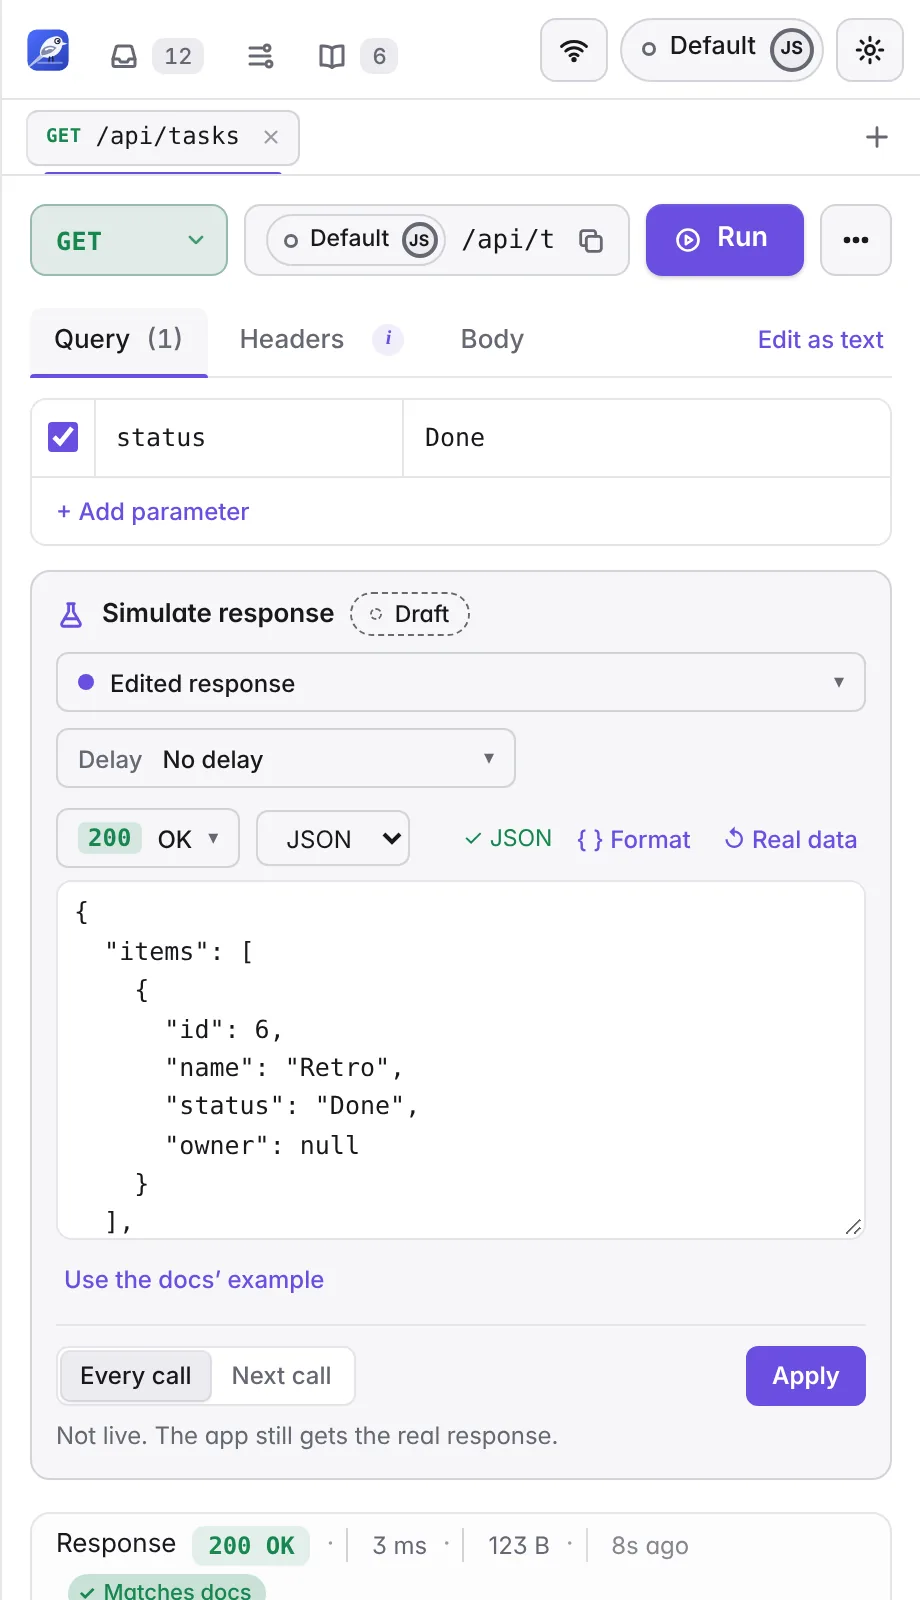 12
6
Default JS
GET /api/tasks ×
+
GET
Default JS /api/t
Run
Query (1)
Headers i
Body
Edit as text
status
Done
+ Add parameter
Simulate response
Draft
Edited response
Delay No delay
200 OK
JSON
✓ JSON
{ } Format
Real data
{
  "items": [
    {
      "id": 6,
      "name": "Retro",
      "status": "Done",
      "owner": null
    }
  ],
Use the docs’ example
Every call
Next call
Apply
Not live. The app still gets the real response.
Response 200 OK · 3 ms · 123 B · 8s ago
✓ Matches docs